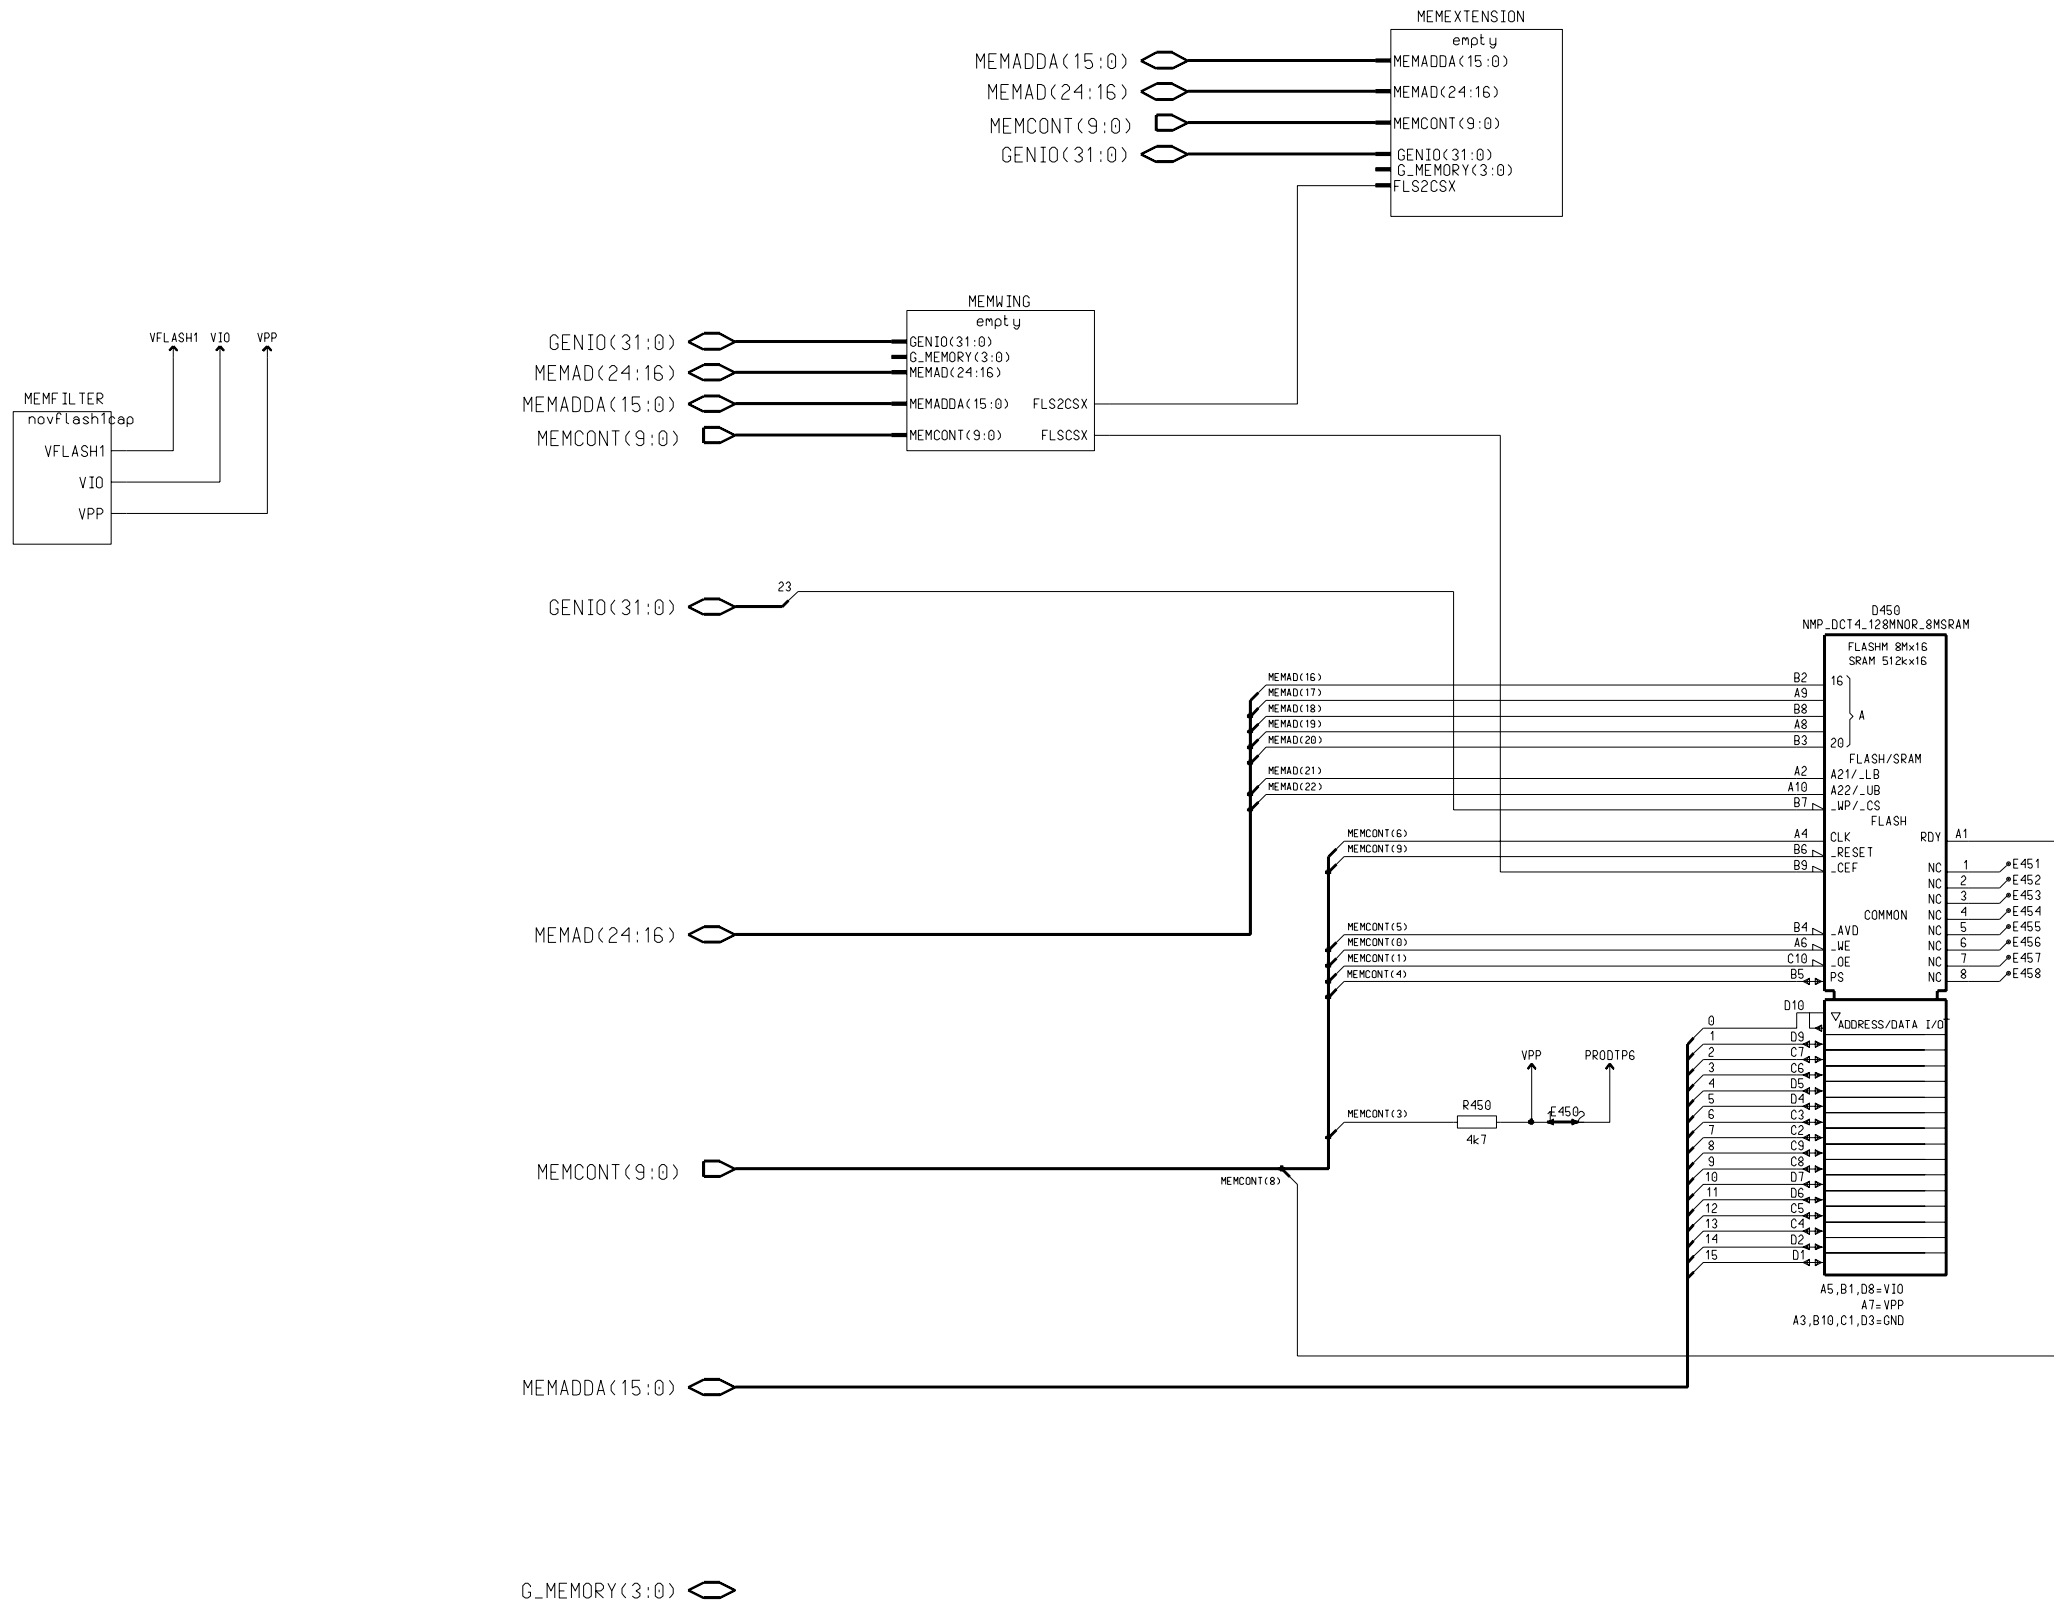 MEMEXTENSION
empty
MEMADDA(15:0) MEMADDA(15:0)
MEMAD(24:16) MEMAD(24:16)
MEMCONT(9:0) MEMCONT(9:0)
GENIO(31:0) GENIO(31:0)
G_MEMORY(3:0)
FLS2CSX
MEMWING
empty
GENIO(31:0) GENIO(31:0)
G_MEMORY(3:0)
MEMAD(24:16) MEMAD(24:16)
MEMADDA(15:0) MEMADDA(15:0) FLS2CSX
MEMCONT(9:0) MEMCONT(9:0) FLSCSX
VFLASH1 VIO VPP
MEMFILTER
novflash1cap
VFLASH1
VIO
VPP
23
GENIO(31:0)
D450
NMP_DCT4_128MNOR_8MSRAM
FLASHM 8Mx16
SRAM 512kx16
MEMAD(16) B2 16
MEMAD(17) A9
MEMAD(18) B8 A
MEMAD(19) A8
MEMAD(20) B3 20
FLASH/SRAM
MEMAD(21) A2 A21/_LB
MEMAD(22) A10 A22/_UB
B7 _WP/_CS
FLASH
MEMCONT(6) A4 CLK RDY A1
MEMCONT(9) B6 _RESET
B9 _CEF NC 1 E451
NC 2 E452
NC 3 E453
COMMON NC 4 E454
MEMCONT(5) B4 _AVD NC 5 E455
MEMCONT(0) A6 _WE NC 6 E456
MEMCONT(1) C10 _OE NC 7 E457
MEMCONT(4) B5 PS NC 8 E458
MEMAD(24:16)
D10
0 ADDRESS/DATA I/O
1 D9
2 C7
3 C6
4 D5
5 D4
6 C3
7 C2
8 C9
9 C8
10 D7
11 D6
12 C5
13 C4
14 D2
15 D1
VPP PRODTP6
MEMCONT(3) R450 1 E450 2
4k7
MEMCONT(9:0)
MEMCONT(8)
A5,B1,D8=VIO
A7=VPP
A3,B10,C1,D3=GND
MEMADDA(15:0)
G_MEMORY(3:0)